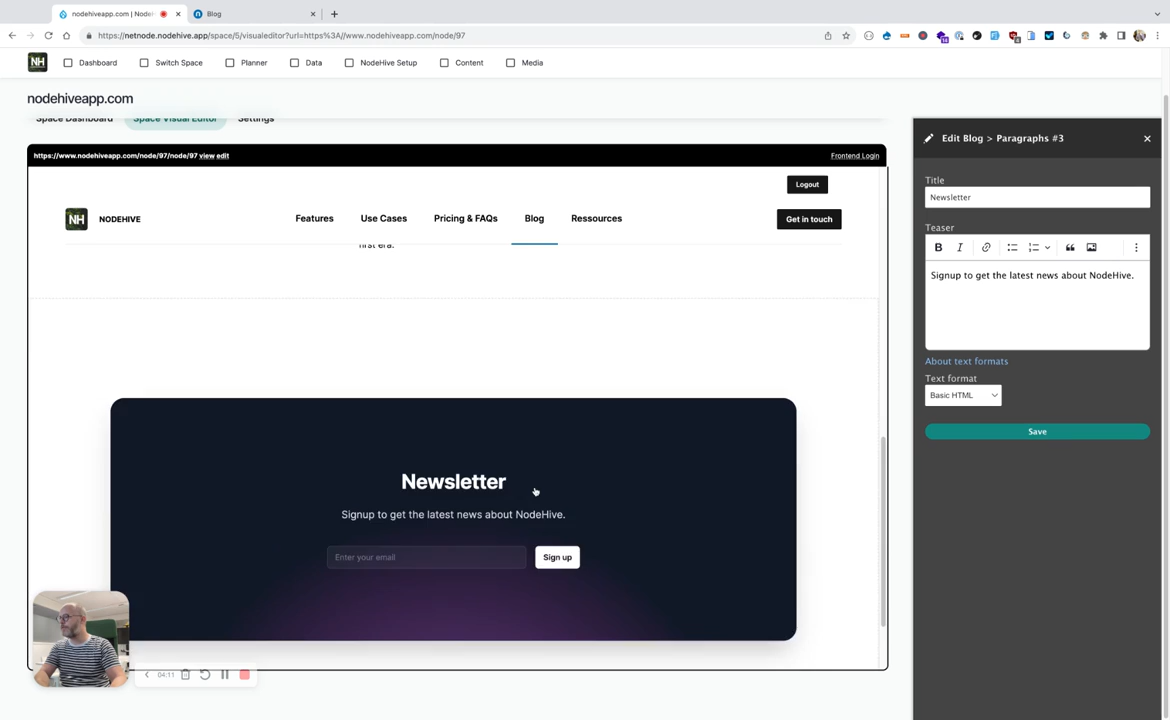 nodehiveapp.com | NodeH
Blog
https://netnode.nodehive.app/space/5/visualeditor?url=https%3A//www.nodehiveapp.com/node/97
NH
Dashboard
Switch Space
Planner
Data
NodeHive Setup
Content
Media
nodehiveapp.com
Space Dashboard
Space Visual Editor
Settings
https://www.nodehiveapp.com/node/97/node/97 view edit
Frontend Login
Logout
NH NODEHIVE
Features
Use Cases
Pricing & FAQs
Blog
Ressources
Get in touch
first era.
Newsletter
Signup to get the latest news about NodeHive.
Enter your email
Sign up
04:11
Edit Blog > Paragraphs #3
Title
Newsletter
Teaser
B I
Signup to get the latest news about NodeHive.
About text formats
Text format
Basic HTML
Save